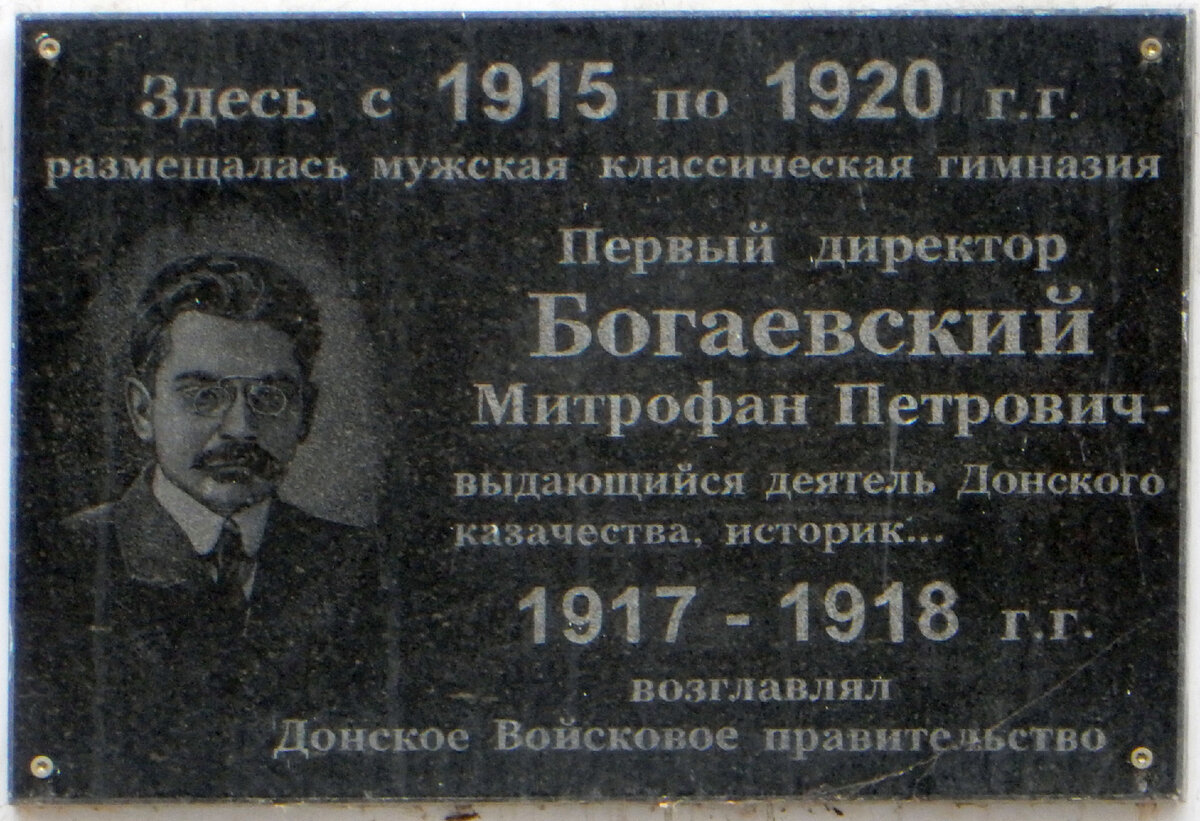 Здесь с 1915 по 1920 г.г.
размещалась мужская классическая гимназия
Первый директор
Богаевский
Митрофан Петрович-
выдающийся деятель Донского
казачества, историк...
1917 - 1918 г.г.
возглавлял
Донское Войсковое правительство